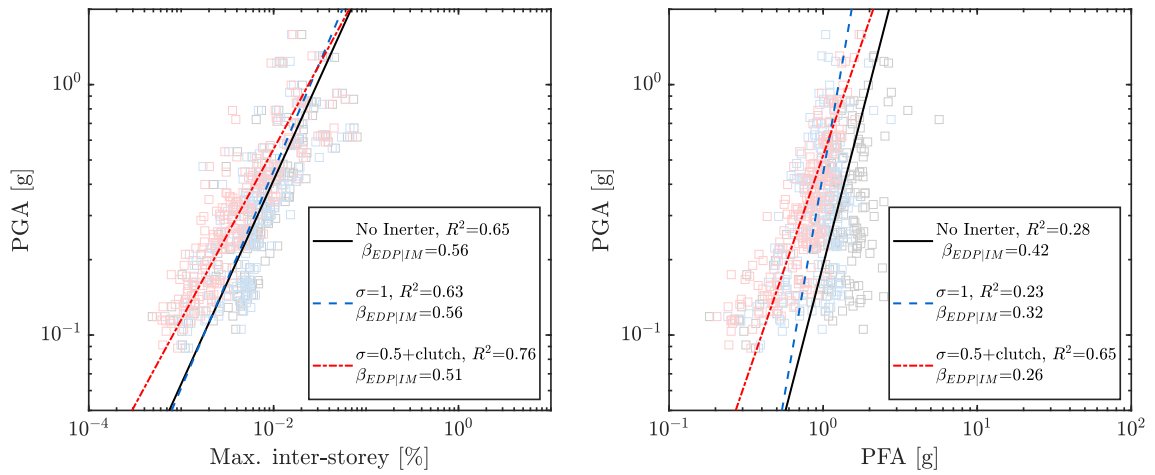 PGA [g]
10^0
10^-1
No Inerter, R^2=0.65
β_EDP|IM=0.56
σ=1, R^2=0.63
β_EDP|IM=0.56
σ=0.5+clutch, R^2=0.76
β_EDP|IM=0.51
10^-4 10^-2 10^0
Max. inter-storey [%]
PGA [g]
10^0
10^-1
No Inerter, R^2=0.28
β_EDP|IM=0.42
σ=1, R^2=0.23
β_EDP|IM=0.32
σ=0.5+clutch, R^2=0.65
β_EDP|IM=0.26
10^-1 10^0 10^1 10^2
PFA [g]